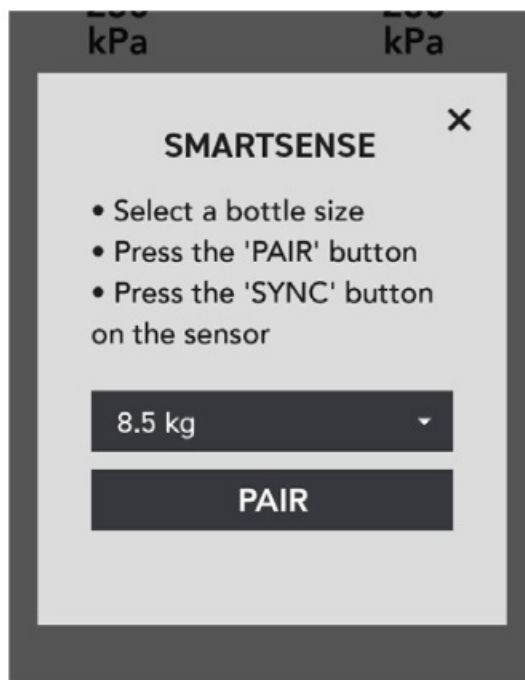 kPa kPa
SMARTSENSE
• Select a bottle size
• Press the 'PAIR' button
• Press the 'SYNC' button
on the sensor
8.5 kg
PAIR